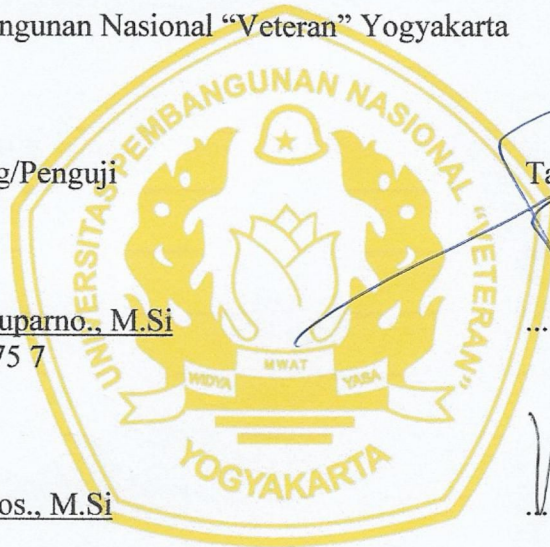 ngunan Nasional “Veteran” Yogyakarta
g/Penguji Ta
uparno., M.Si ...
75 7
os., M.Si ...
UNIVERSITAS PEMBANGUNAN NASIONAL "VETERAN"
WIDYA MWAT YASA
YOGYAKARTA